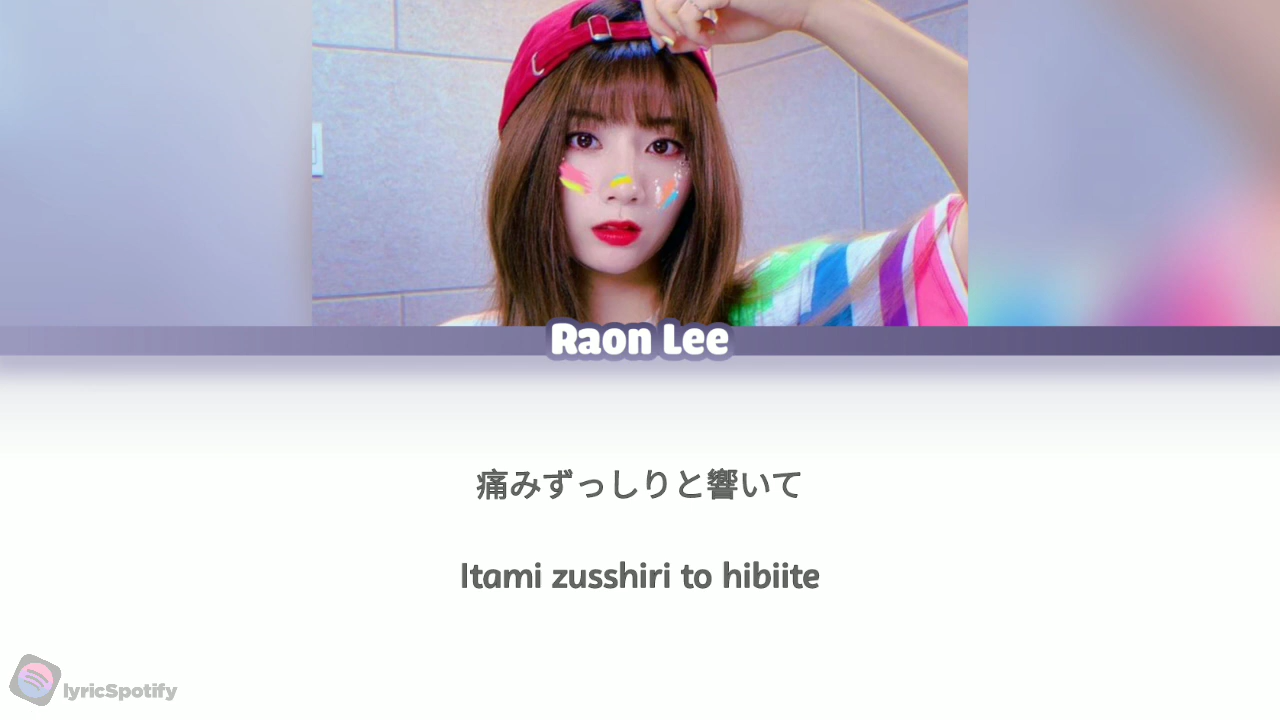 Raon Lee
痛みずっしりと響いて
Itami zusshiri to hibiite
lyricSpotify